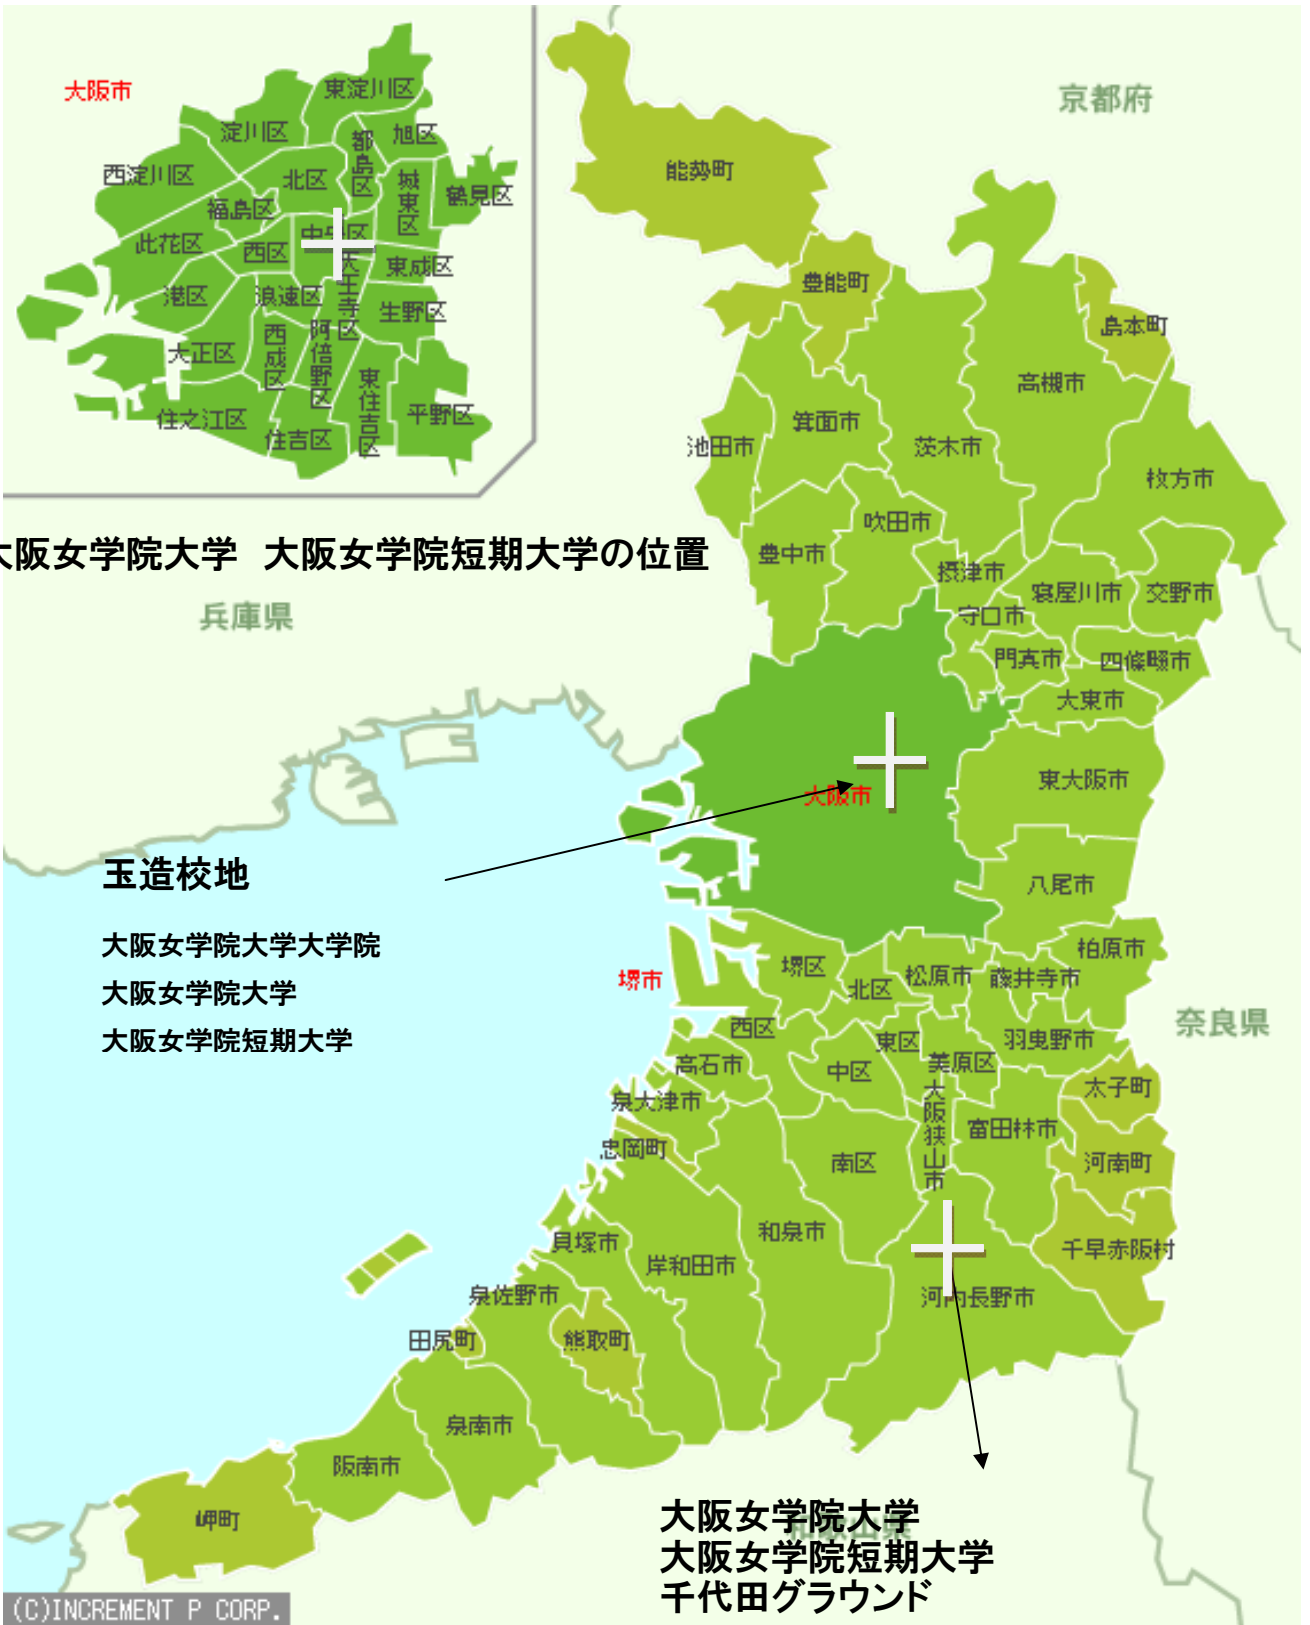 大阪市
東淀川区
淀川区
都島区
旭区
西淀川区
北区
城東区
鶴見区
福島区
此花区
西区
中央区
東成区
天王寺区
港区
浪速区
生野区
大正区
西成区
阿倍野区
東住吉区
平野区
住之江区
住吉区
京都府
能勢町
豊能町
島本町
高槻市
箕面市
池田市
茨木市
枚方市
吹田市
豊中市
大阪女学院大学 大阪女学院短期大学の位置
摂津市
寝屋川市
交野市
兵庫県
守口市
門真市
四條畷市
大東市
東大阪市
大阪市
玉造校地
八尾市
大阪女学院大学大学院
大阪女学院大学
大阪女学院短期大学
柏原市
堺区
松原市
藤井寺市
堺市
北区
奈良県
西区
東区
羽曳野市
高石市
中区
美原区
太子町
泉大津市
大阪狭山市
富田林市
忠岡町
南区
河南町
和泉市
貝塚市
岸和田市
千早赤阪村
泉佐野市
河内長野市
田尻町
熊取町
泉南市
阪南市
岬町
大阪女学院大学
和歌山県
大阪女学院短期大学
千代田グラウンド
(C)INCREMENT P CORP.